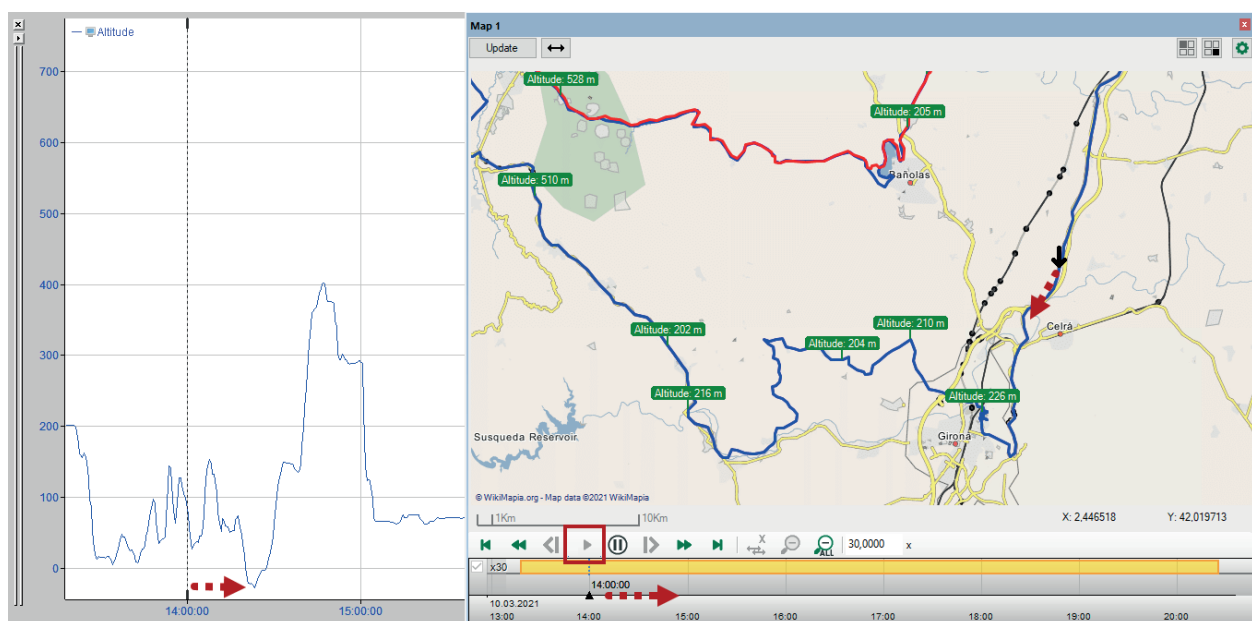 Altitude
700
600
500
400
300
200
100
0
14:00:00
15:00:00
Map 1
Update
Altitude: 528 m
Altitude: 205 m
Bañolas
Altitude: 510 m
Altitude: 210 m
Celrá
Altitude: 202 m
Altitude: 204 m
Altitude: 216 m
Altitude: 226 m
Susqueda Reservoir.
Girona
© WikiMapia.org - Map data ©2021 WikiMapia
1Km
10Km
X: 2,446518
Y: 42,019713
X
ALL
30,0000
x
x30
14:00:00
10.03.2021
13:00
14:00
15:00
16:00
17:00
18:00
19:00
20:00